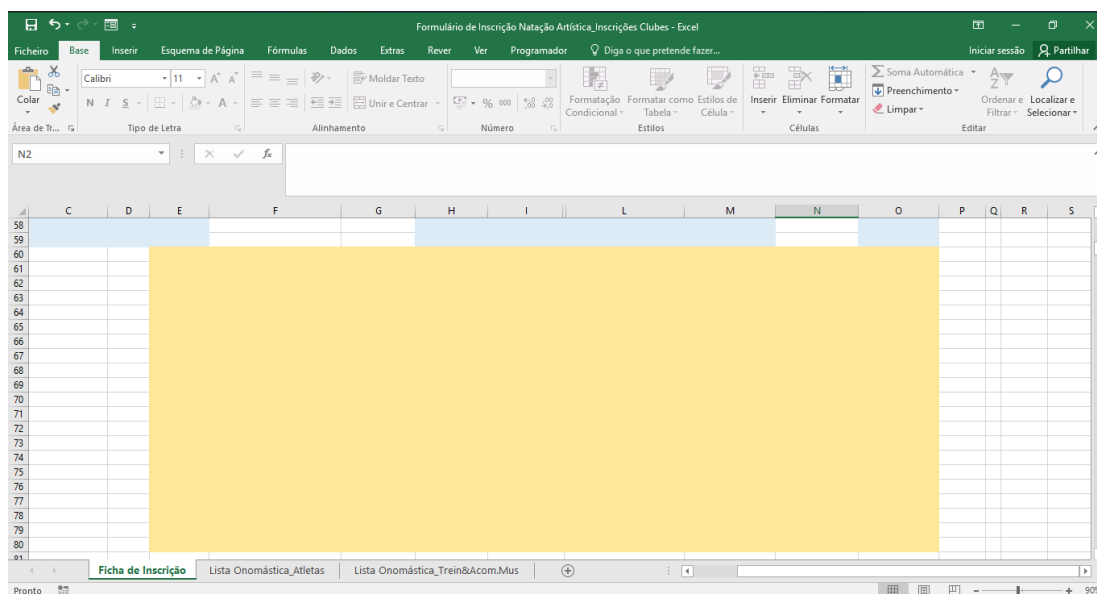 Formulário de Inscrição Natação Artística_Inscrições Clubes - Excel
Ficheiro Base Inserir Esquema de Página Fórmulas Dados Extras Rever Ver Programador Diga o que pretende fazer... Iniciar sessão Partilhar
Colar
Calibri 11 A A
N I S A
Moldar Texto
Unir e Centrar
% 000
Formatação Condicional
Formatar como Tabela
Estilos de Célula
Inserir Eliminar Formatar
Soma Automática
Preenchimento
Limpar
Ordenar e Filtrar
Localizar e Selecionar
Área de Tr... Tipo de Letra Alinhamento Número Estilos Células Editar
N2 fx
C D E F G H I L M N O P Q R S
58
59
60
61
62
63
64
65
66
67
68
69
70
71
72
73
74
75
76
77
78
79
80
81
Ficha de Inscrição Lista Onomástica_Atletas Lista Onomástica_Trein&Acom.Mus
Pronto 90%